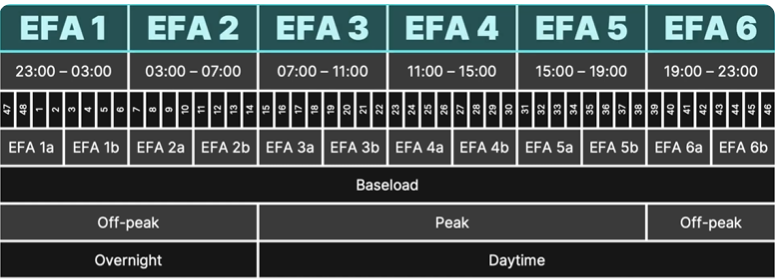 EFA 1 EFA 2 EFA 3 EFA 4 EFA 5 EFA 6
23:00 – 03:00 03:00 – 07:00 07:00 – 11:00 11:00 – 15:00 15:00 – 19:00 19:00 – 23:00
47 48 1 2 3 4 5 6 7 8 9 10 11 12 13 14 15 16 17 18 19 20 21 22 23 24 25 26 27 28 29 30 31 32 33 34 35 36 37 38 39 40 41 42 43 44 45 46
EFA 1a EFA 1b EFA 2a EFA 2b EFA 3a EFA 3b EFA 4a EFA 4b EFA 5a EFA 5b EFA 6a EFA 6b
Baseload
Off-peak Peak Off-peak
Overnight Daytime